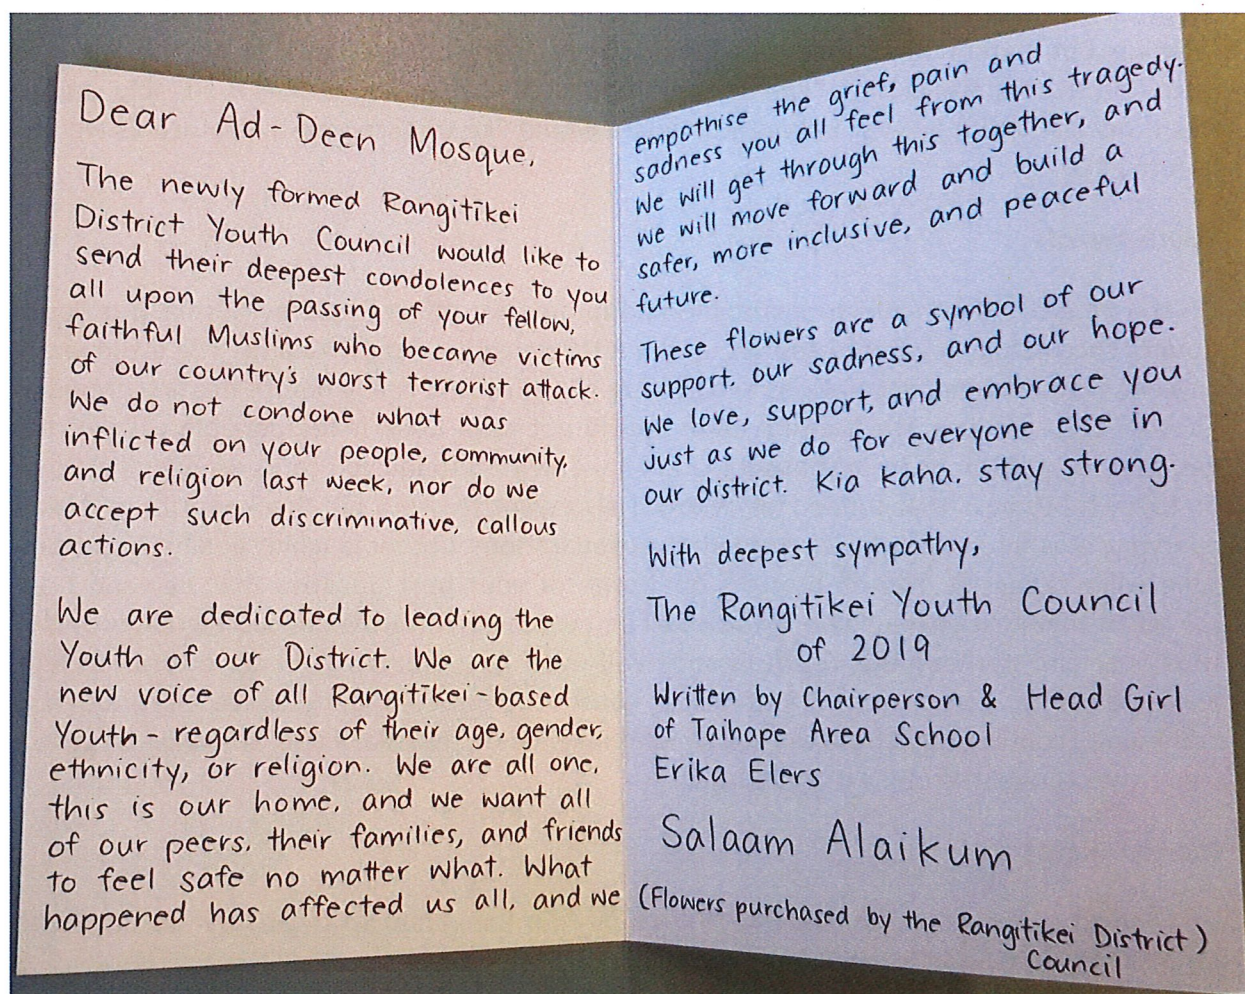 Dear Ad-Deen Mosque,
The newly formed Rangitīkei
District Youth Council would like to
send their deepest condolences to you
all upon the passing of your fellow,
faithful Muslims who became victims
of our country's worst terrorist attack.
We do not condone what was
inflicted on your people, community,
and religion last week, nor do we
accept such discriminative, callous
actions.
We are dedicated to leading the
Youth of our District. We are the
new voice of all Rangitīkei-based
Youth - regardless of their age, gender,
ethnicity, or religion. We are all one,
this is our home, and we want all
of our peers, their families, and friends
to feel safe no matter what. What
happened has affected us all, and we
empathise the grief, pain and
sadness you all feel from this tragedy.
We will get through this together, and
we will move forward and build a
safer, more inclusive, and peaceful
future.
These flowers are a symbol of our
support, our sadness, and our hope.
We love, support, and embrace you
just as we do for everyone else in
our district. Kia kaha, stay strong.
With deepest sympathy,
The Rangitīkei Youth Council
of 2019
Written by Chairperson & Head Girl
of Taihape Area School
Erika Elers
Salaam Alaikum
(Flowers purchased by the Rangitīkei District)
Council